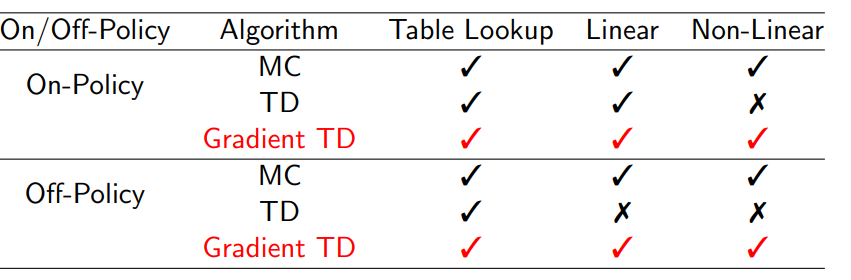 On/Off-Policy Algorithm Table Lookup Linear Non-Linear
On-Policy
MC ✓ ✓ ✓
TD ✓ ✓ ✗
Gradient TD ✓ ✓ ✓
Off-Policy
MC ✓ ✓ ✓
TD ✓ ✗ ✗
Gradient TD ✓ ✓ ✓